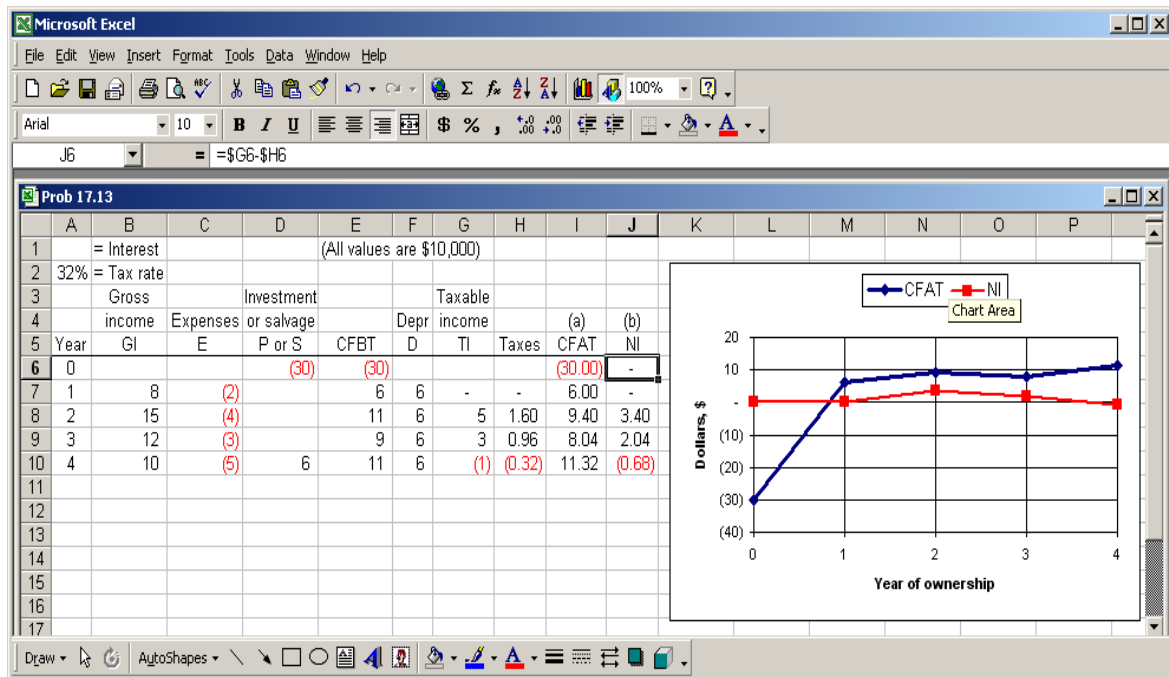 Microsoft Excel
File Edit View Insert Format Tools Data Window Help
ABC Σ fx A Z Z A 100% ?
Arial 10 B I U $ % , .0 .00 .00 .0 A
J6 = =$G6-$H6
Prob 17.13
A B C D E F G H I J K L M N O P
1 = Interest (All values are $10,000)
2 32% = Tax rate
3 Gross Investment Taxable
4 income Expenses or salvage Depr income (a) (b)
5 Year GI E P or S CFBT D TI Taxes CFAT NI
6 0 (30) (30) (30.00) -
7 1 8 (2) 6 6 - - 6.00 -
8 2 15 (4) 11 6 5 1.60 9.40 3.40
9 3 12 (3) 9 6 3 0.96 8.04 2.04
10 4 10 (5) 6 11 6 (1) (0.32) 11.32 (0.68)
11
12
13
14
15
16
17
CFAT NI
Chart Area
20
10
-
(10)
(20)
(30)
(40)
Dollars, $
0 1 2 3 4
Year of ownership
Draw AutoShapes A A